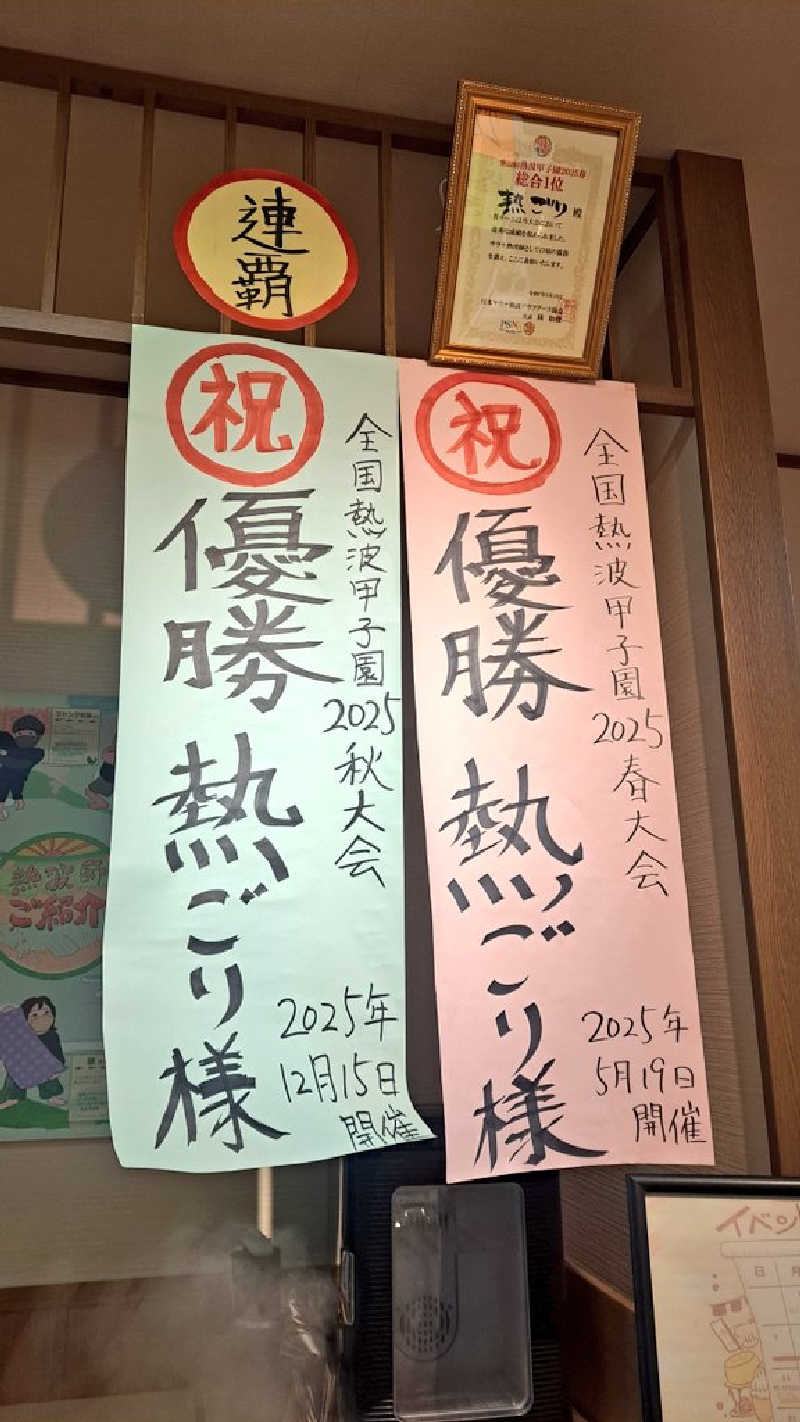 連覇
総合1位
熱ごり 殿
祝
全国熱波甲子園2025春大会
優勝 熱ごり様
2025年
5月19日
開催
祝
全国熱波甲子園2025秋大会
優勝 熱ごり様
2025年
12月15日
開催
熱波師
ご紹介
イベン
日
月